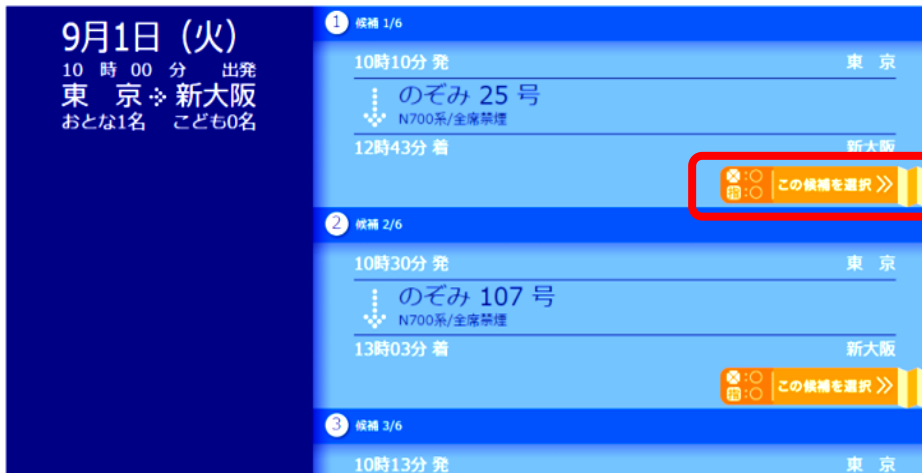 9月1日（火）
10 時 00 分 出発
東 京 新大阪
おとな1名 こども0名
1 候補 1/6
10時10分 発 東 京
のぞみ 25 号
N700系/全席禁煙
12時43分 着 新大阪
:○
指:○
この候補を選択
2 候補 2/6
10時30分 発 東 京
のぞみ 107 号
N700系/全席禁煙
13時03分 着 新大阪
:○
指:○
この候補を選択
3 候補 3/6
10時13分 発 東 京